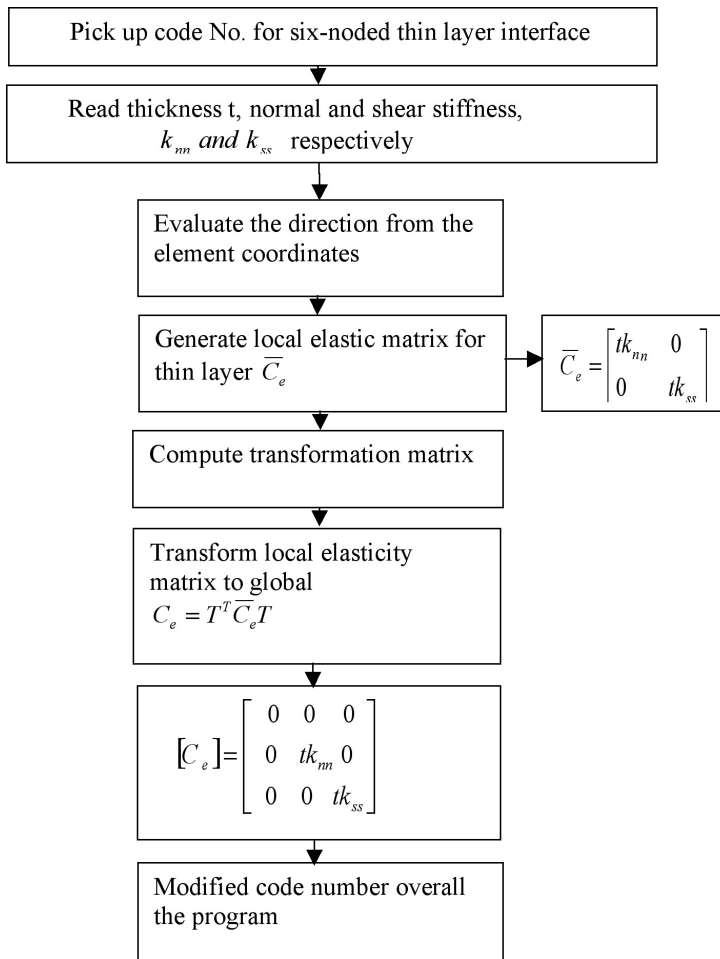 Pick up code No. for six-noded thin layer interface
Read thickness t, normal and shear stiffness,
k_nn and k_ss respectively
Evaluate the direction from the
element coordinates
Generate local elastic matrix for
thin layer C̅_e
C̅_e = [tk_nn 0
0 tk_ss]
Compute transformation matrix
Transform local elasticity
matrix to global
C_e = T^T C̅_e T
[C_e] = [0 0 0
0 tk_nn 0
0 0 tk_ss]
Modified code number overall
the program